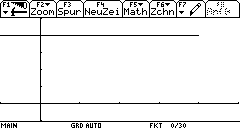 F1 F2 Zoom F3 Spur F4 NeuZei F5 Math F6 Zchn F7
MAIN GRD AUTO FKT 0/30